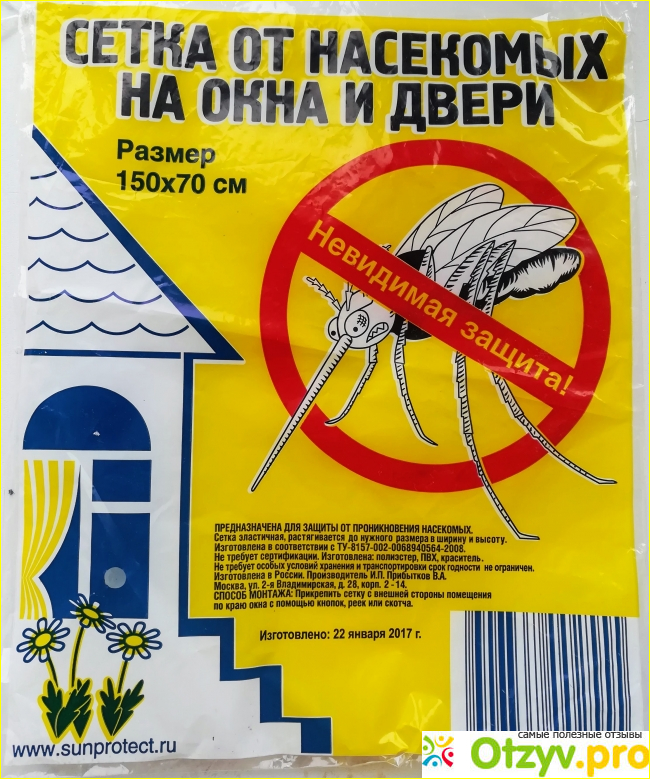 СЕТКА ОТ НАСЕКОМЫХ
НА ОКНА И ДВЕРИ
Размер
150х70 см
Невидимая защита!
ПРЕДНАЗНАЧЕНА ДЛЯ ЗАЩИТЫ ОТ ПРОНИКНОВЕНИЯ НАСЕКОМЫХ.
Сетка эластичная, растягивается до нужного размера в ширину и высоту.
Изготовлена в соответствии с ТУ-8157-002-0068940564-2008.
Не требует сертификации. Изготовлена: полиэстер, ПВХ, краситель.
Не требует особых условий хранения и транспортировки срок годности не ограничен.
Изготовлена в России. Производитель И.П. Прибытков В.А.
Москва, ул. 2-я Владимирская, д. 28, корп. 2 - 14.
СПОСОБ МОНТАЖА: Прикрепить сетку с внешней стороны помещения
по краю окна с помощью кнопок, реек или скотча.
Изготовлено: 22 января 2017 г.
www.sunprotect.ru
самые полезные отзывы
Otzyv.pro